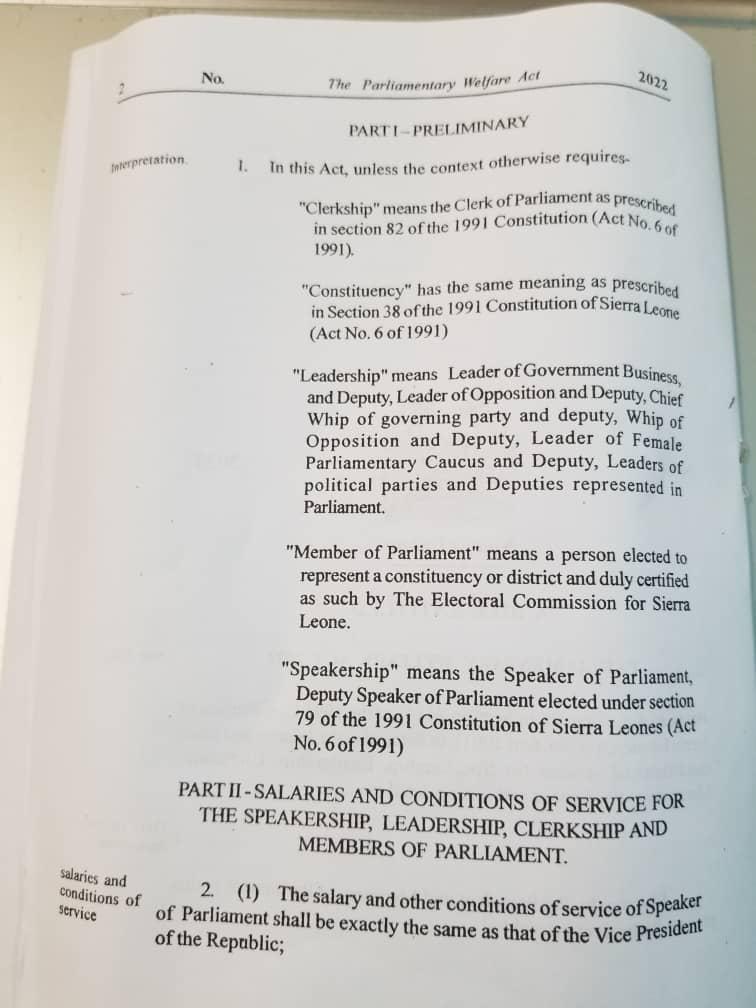 2 No. The Parliamentary Welfare Act 2022
PART I – PRELIMINARY
Interpretation. 1. In this Act, unless the context otherwise requires-
"Clerkship" means the Clerk of Parliament as prescribed
in section 82 of the 1991 Constitution (Act No. 6 of
1991).
"Constituency" has the same meaning as prescribed
in Section 38 of the 1991 Constitution of Sierra Leone
(Act No. 6 of 1991)
"Leadership" means Leader of Government Business,
and Deputy, Leader of Opposition and Deputy, Chief
Whip of governing party and deputy, Whip of
Opposition and Deputy, Leader of Female
Parliamentary Caucus and Deputy, Leaders of
political parties and Deputies represented in
Parliament.
"Member of Parliament" means a person elected to
represent a constituency or district and duly certified
as such by The Electoral Commission for Sierra
Leone.
"Speakership" means the Speaker of Parliament,
Deputy Speaker of Parliament elected under section
79 of the 1991 Constitution of Sierra Leones (Act
No. 6 of 1991)
PART II - SALARIES AND CONDITIONS OF SERVICE FOR
THE SPEAKERSHIP, LEADERSHIP, CLERKSHIP AND
MEMBERS OF PARLIAMENT.
salaries and
conditions of
service
2. (1) The salary and other conditions of service of Speaker
of Parliament shall be exactly the same as that of the Vice President
of the Republic;